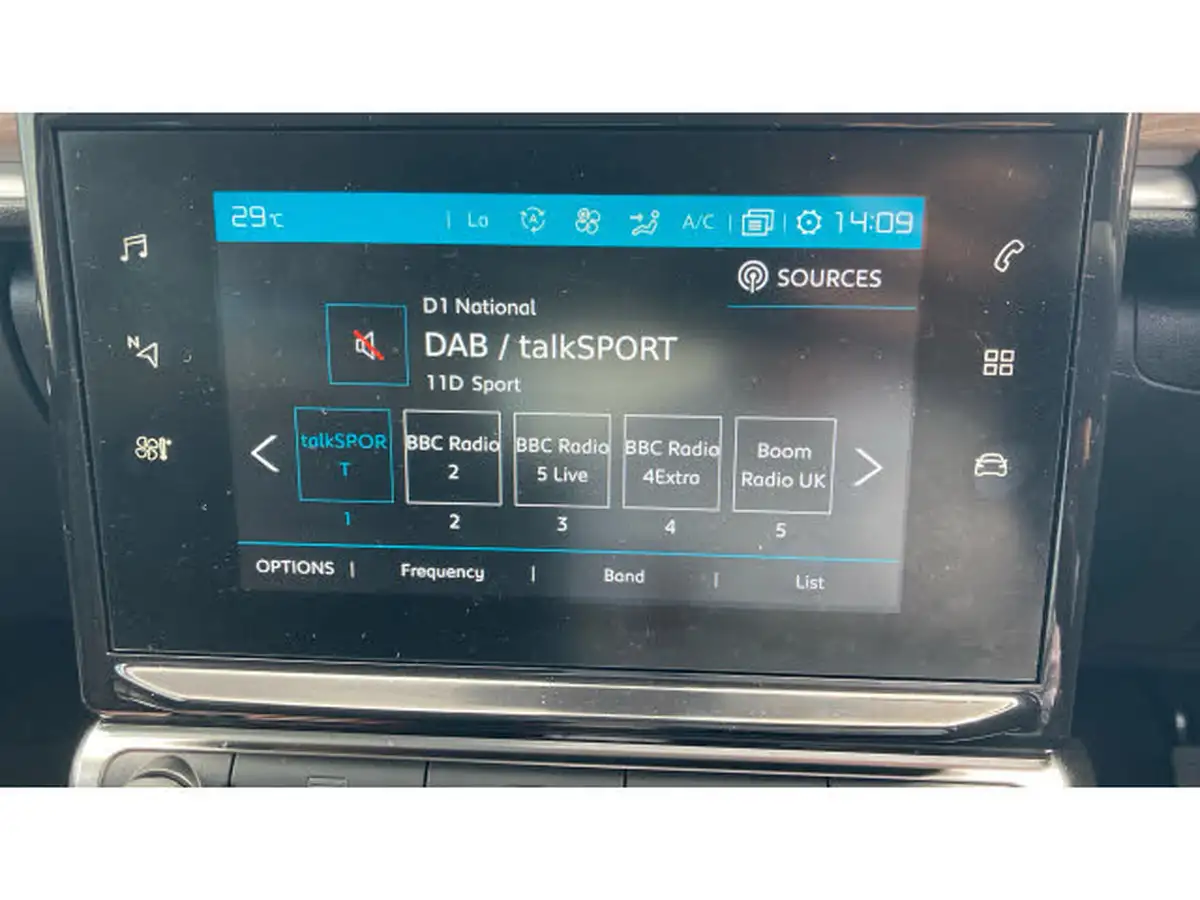 29°C | Lo A A/C | | 14:09
SOURCES
D1 National
DAB / talkSPORT
11D Sport
talkSPOR
T
BBC Radio
2
BBC Radio
5 Live
BBC Radio
4Extra
Boom
Radio UK
1 2 3 4 5
OPTIONS | Frequency | Band | List
N